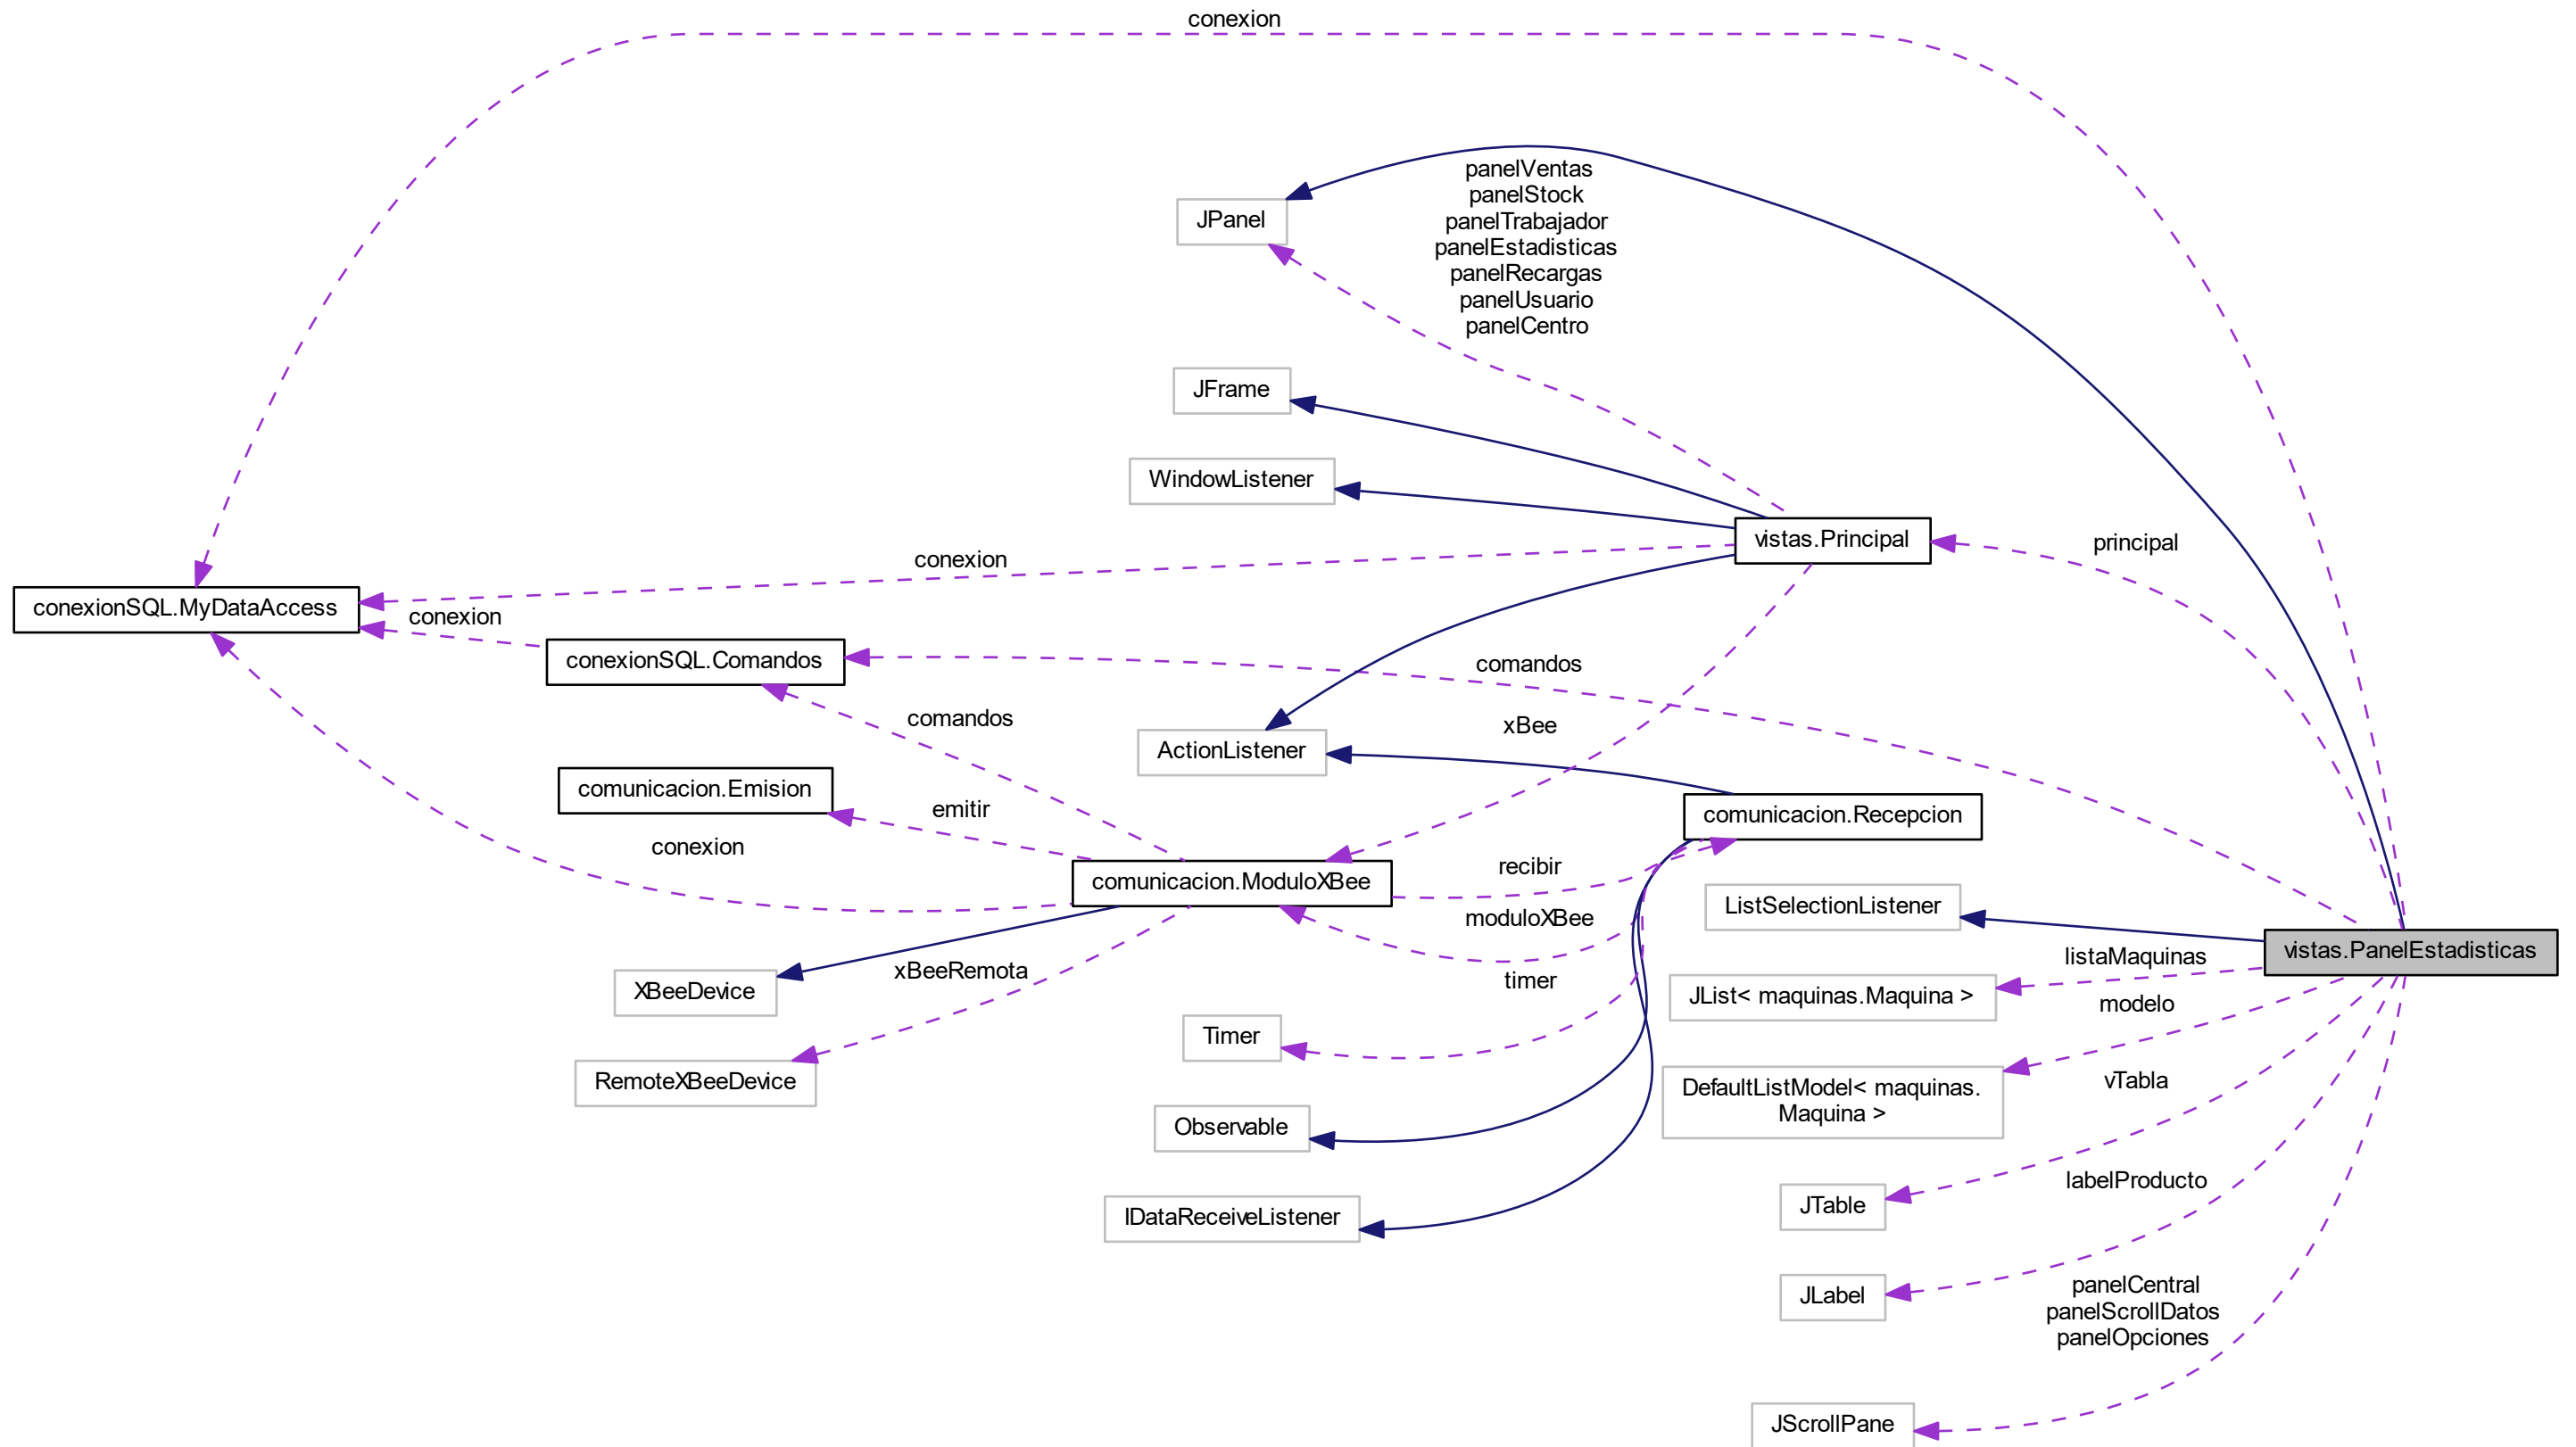 conexion
panelVentas
panelStock
panelTrabajador
panelEstadisticas
panelRecargas
panelUsuario
panelCentro
JPanel
JFrame
WindowListener
vistas.Principal
principal
conexion
conexionSQL.MyDataAccess
conexion
conexionSQL.Comandos
comandos
comandos
xBee
ActionListener
comunicacion.Emision
emitir
comunicacion.Recepcion
conexion
recibir
comunicacion.ModuloXBee
ListSelectionListener
moduloXBee
vistas.PanelEstadisticas
listaMaquinas
xBeeRemota
timer
XBeeDevice
JList< maquinas.Maquina >
modelo
Timer
RemoteXBeeDevice
vTabla
DefaultListModel< maquinas.
Maquina >
Observable
labelProducto
JTable
IDataReceiveListener
panelCentral
panelScrollDatos
panelOpciones
JLabel
JScrollPane